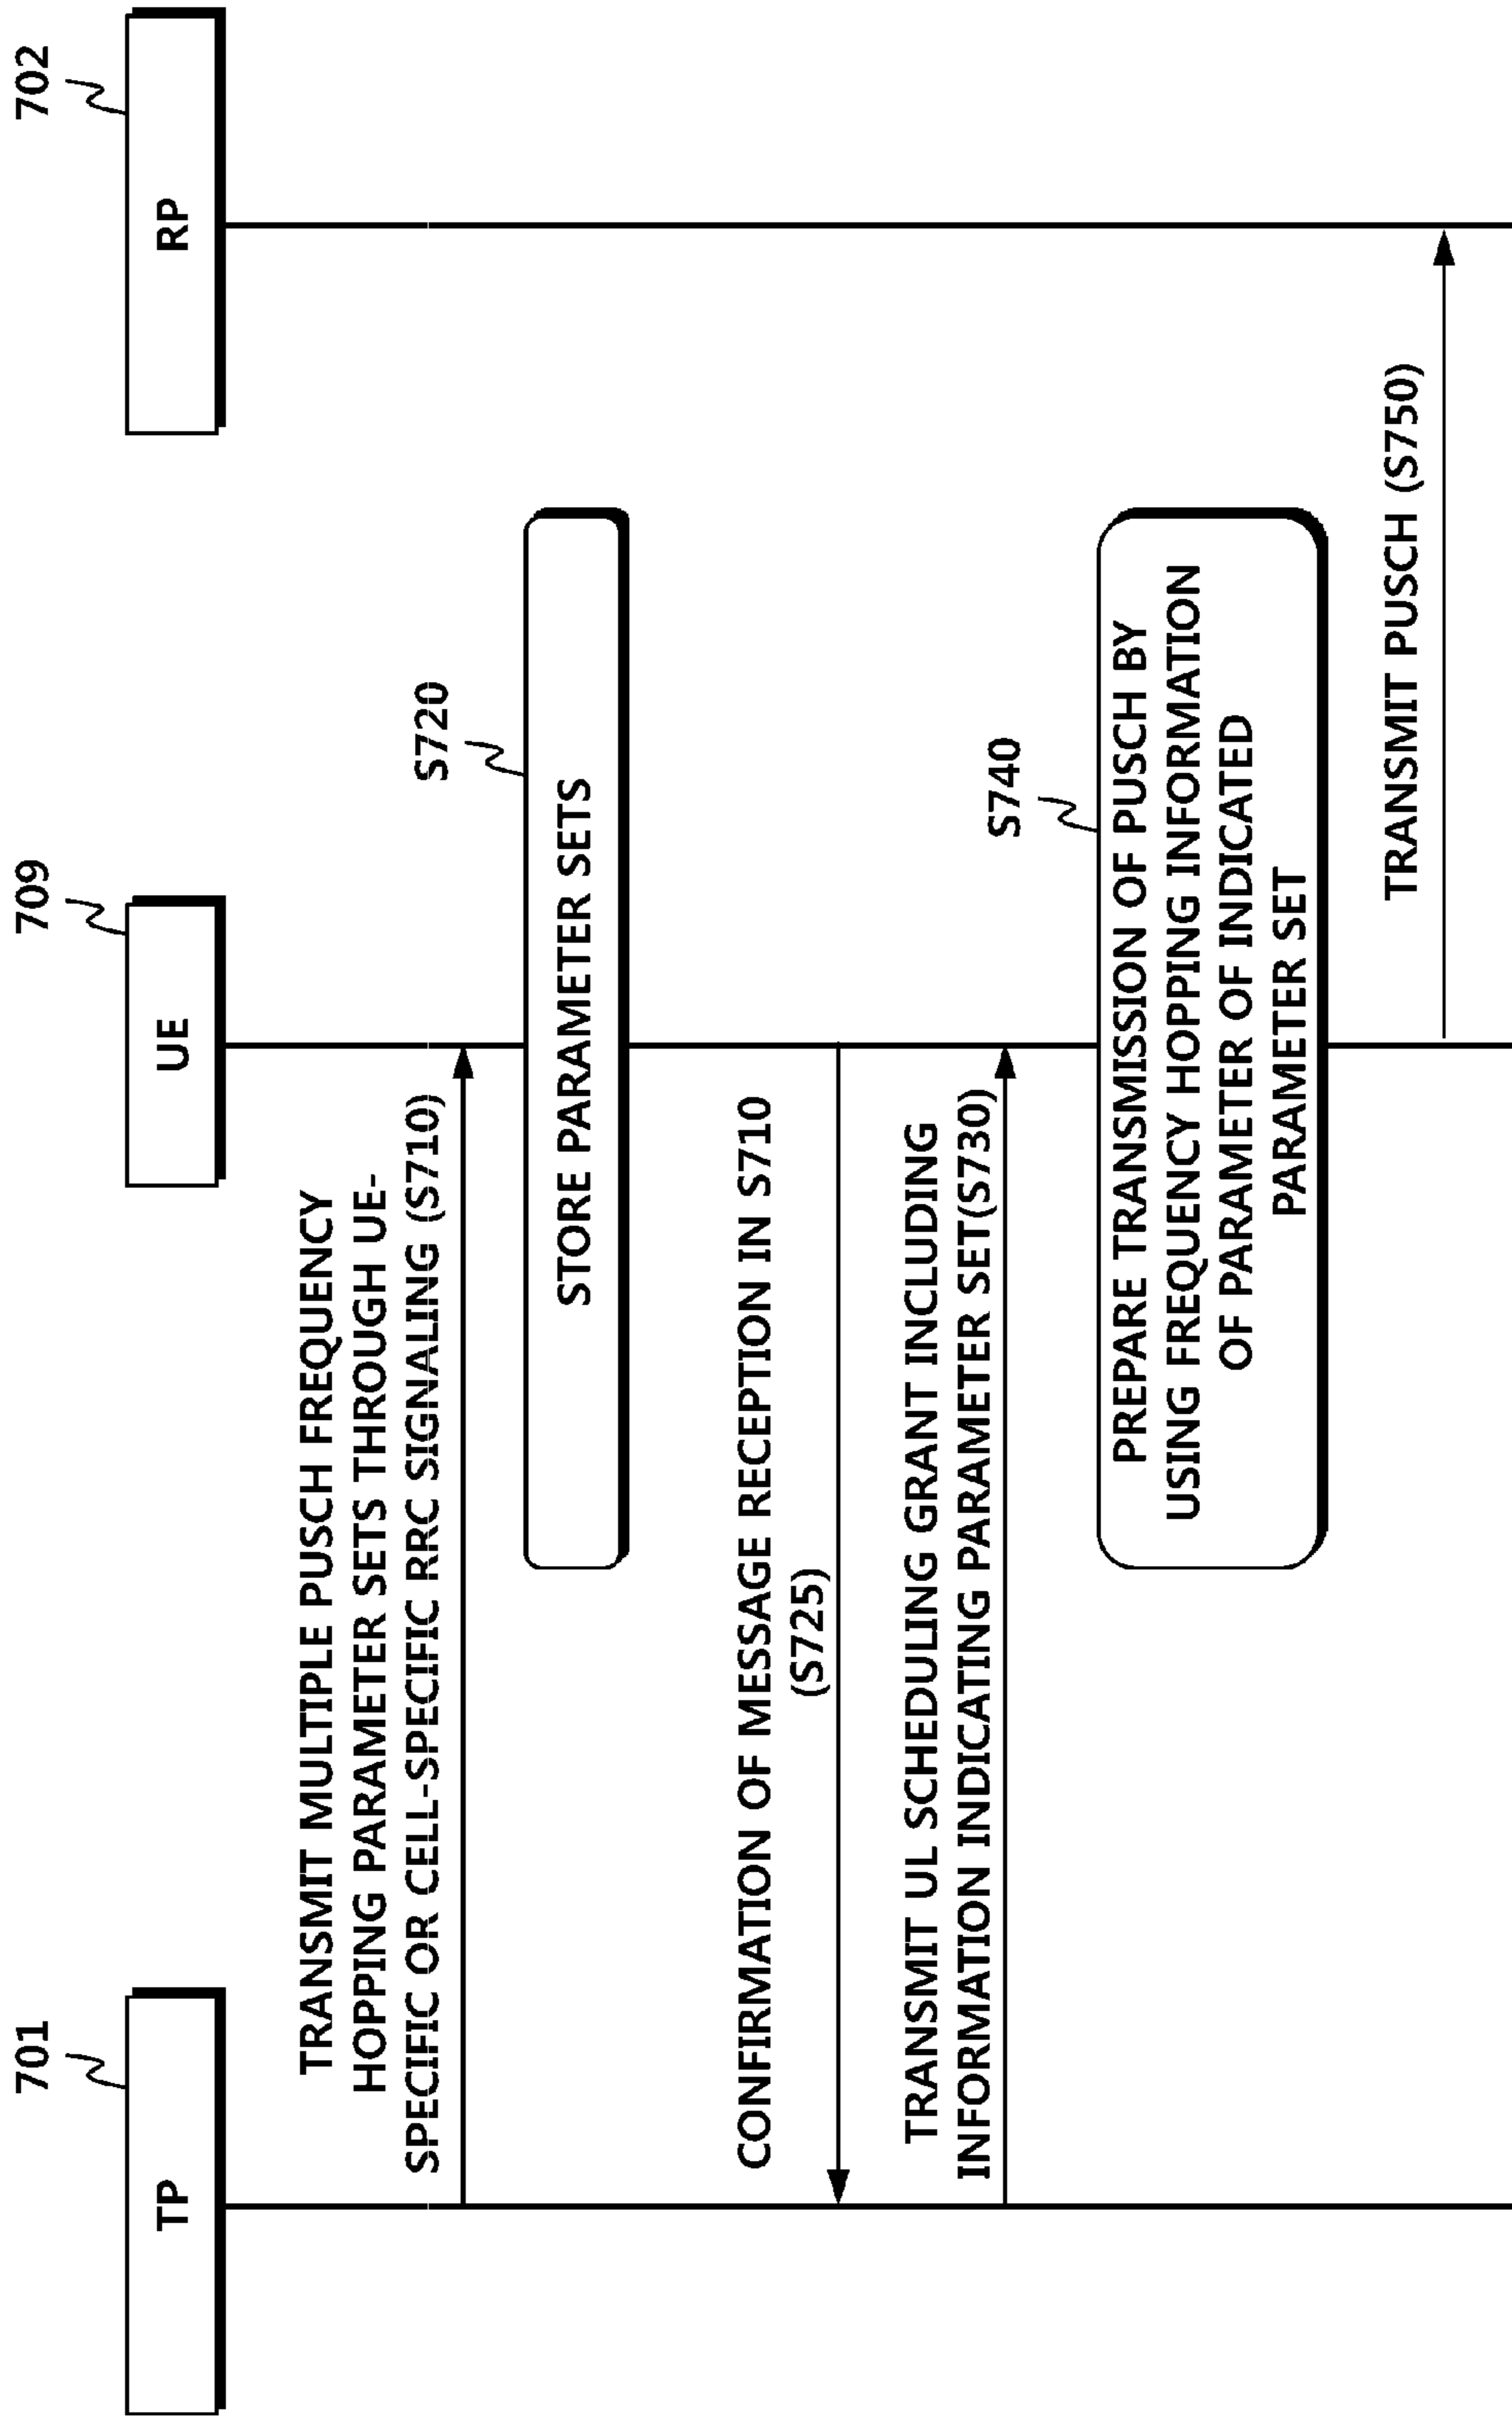 701
709
702
TP
UE
RP
TRANSMIT MULTIPLE PUSCH FREQUENCY
HOPPING PARAMETER SETS THROUGH UE-
SPECIFIC OR CELL-SPECIFIC RRC SIGNALING (S710)
S720
STORE PARAMETER SETS
CONFIRMATION OF MESSAGE RECEPTION IN S710
(S725)
TRANSMIT UL SCHEDULING GRANT INCLUDING
INFORMATION INDICATING PARAMETER SET(S730)
S740
PREPARE TRANSMISSION OF PUSCH BY
USING FREQUENCY HOPPING INFORMATION
OF PARAMETER OF INDICATED
PARAMETER SET
TRANSMIT PUSCH (S750)